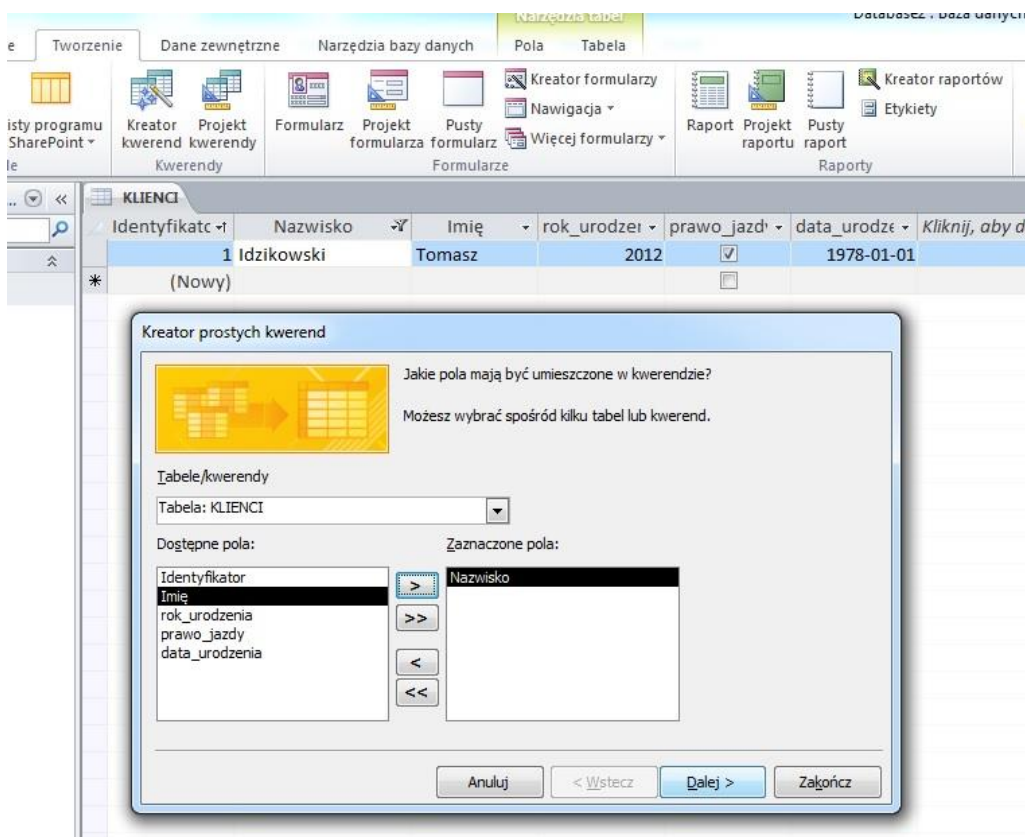 Narzędzia tabel
Database2 : Baza danych
e Tworzenie Dane zewnętrzne Narzędzia bazy danych Pola Tabela
isty programu
SharePoint
Kreator kwerend
Projekt kwerendy
Formularz
Projekt formularza
Pusty formularz
Kreator formularzy
Nawigacja
Więcej formularzy
Raport
Projekt raportu
Pusty raport
Kreator raportów
Etykiety
le Kwerendy Formularze Raporty
.. « KLIENCI
Identyfikatc Nazwisko Imię rok_urodzei prawo_jazd data_urodze Kliknij, aby d
1 Idzikowski Tomasz 2012 1978-01-01
* (Nowy)
Kreator prostych kwerend
Jakie pola mają być umieszczone w kwerendzie?
Możesz wybrać spośród kilku tabel lub kwerend.
Tabele/kwerendy
Tabela: KLIENCI
Dostępne pola: Zaznaczone pola:
Identyfikator
Imię
rok_urodzenia
prawo_jazdy
data_urodzenia
>
>>
<
<<
Nazwisko
Anuluj < Wstecz Dalej > Zakończ